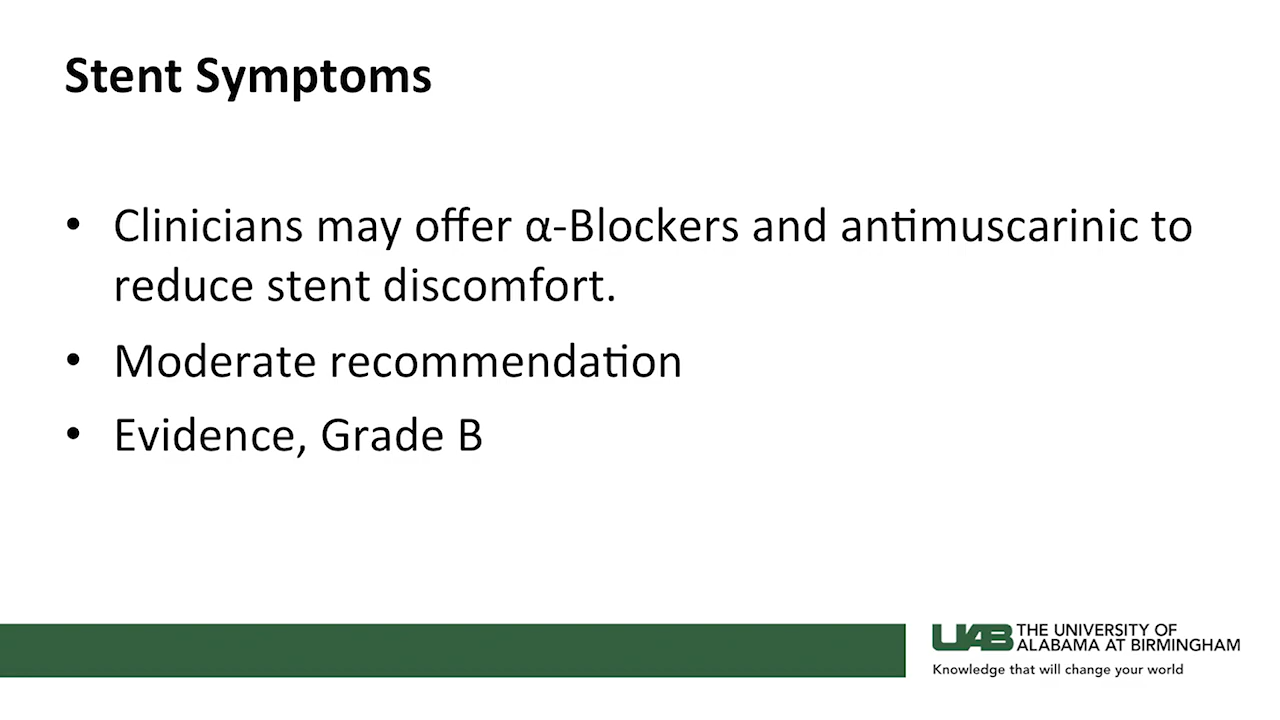 Stent Symptoms
• Clinicians may offer α-Blockers and antimuscarinic to
reduce stent discomfort.
• Moderate recommendation
• Evidence, Grade B
UAB THE UNIVERSITY OF
ALABAMA AT BIRMINGHAM
Knowledge that will change your world